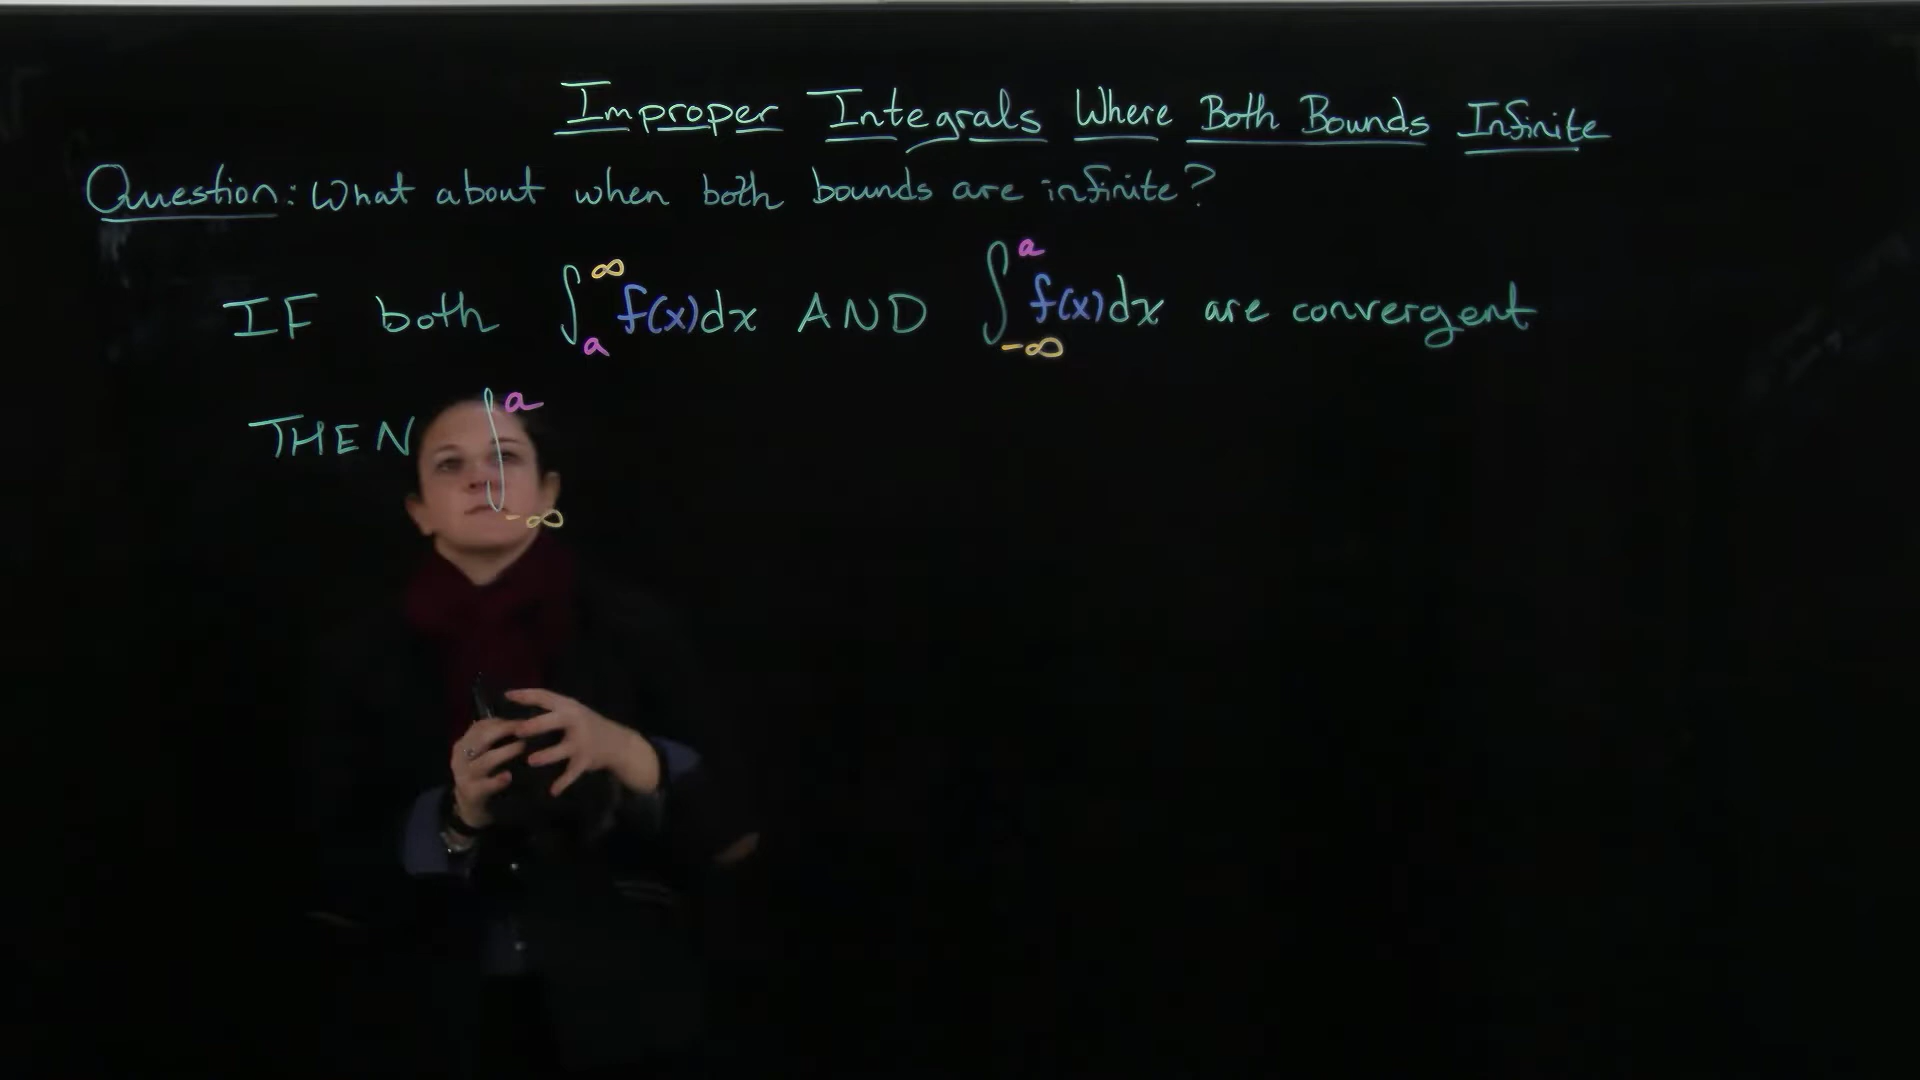 Improper Integrals Where Both Bounds Infinite
Question: What about when both bounds are infinite?
IF both ∫_a^∞ f(x)dx AND ∫_{-∞}^a f(x)dx are convergent
THEN ∫_{-∞}^a